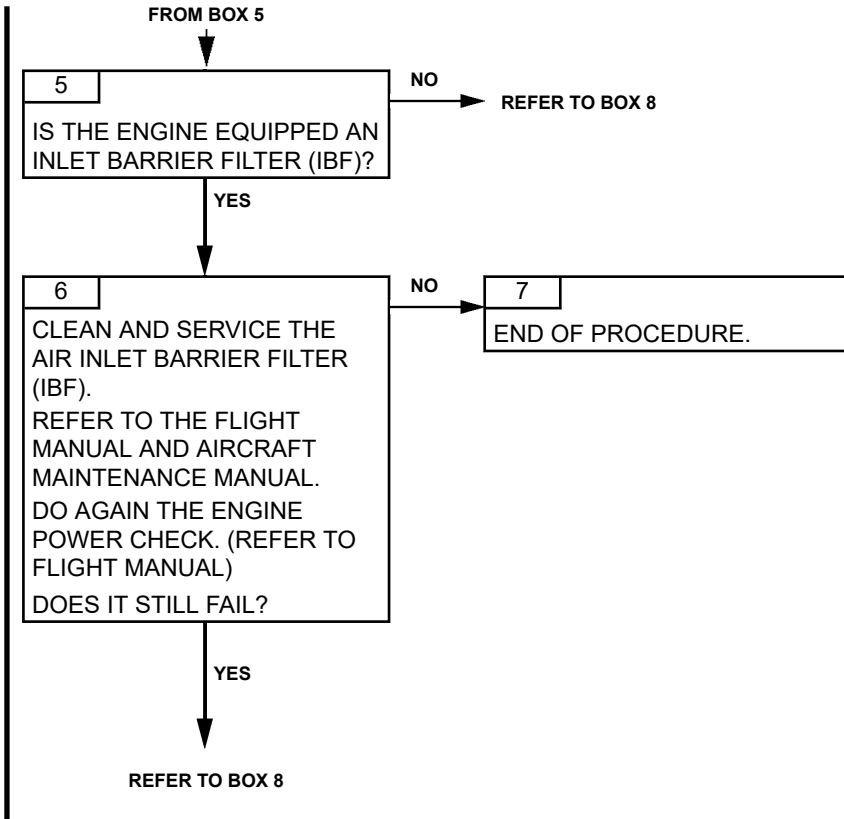 FROM BOX 5
5
NO
REFER TO BOX 8
IS THE ENGINE EQUIPPED AN
INLET BARRIER FILTER (IBF)?
YES
6
NO
7
CLEAN AND SERVICE THE
AIR INLET BARRIER FILTER
(IBF).
END OF PROCEDURE.
REFER TO THE FLIGHT
MANUAL AND AIRCRAFT
MAINTENANCE MANUAL.
DO AGAIN THE ENGINE
POWER CHECK. (REFER TO
FLIGHT MANUAL)
DOES IT STILL FAIL?
YES
REFER TO BOX 8